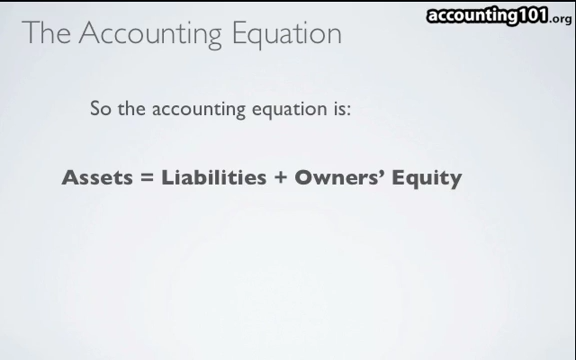 The Accounting Equation
accounting101.org
So the accounting equation is:
Assets = Liabilities + Owners’ Equity